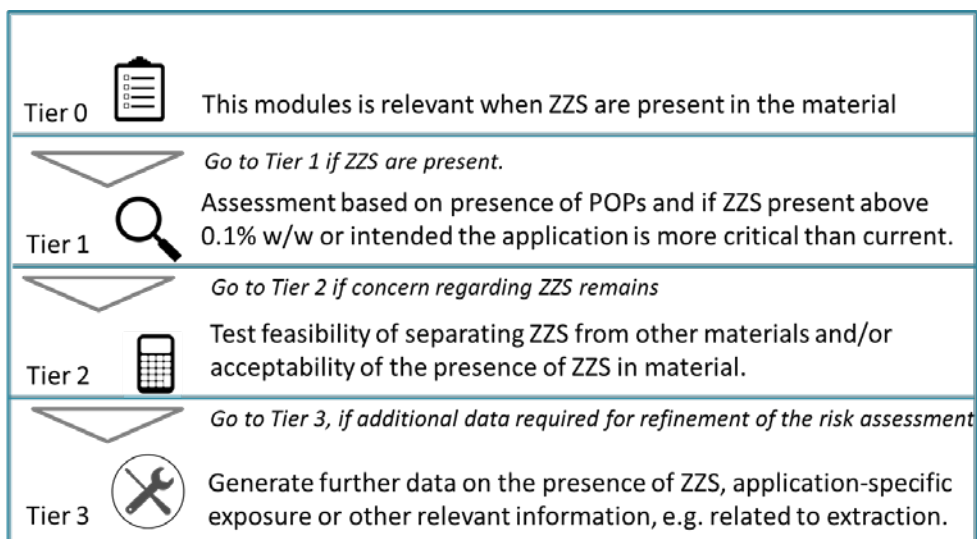 Tier 0
This modules is relevant when ZZS are present in the material
Go to Tier 1 if ZZS are present.
Tier 1
Assessment based on presence of POPs and if ZZS present above
0.1% w/w or intended the application is more critical than current.
Go to Tier 2 if concern regarding ZZS remains
Tier 2
Test feasibility of separating ZZS from other materials and/or
acceptability of the presence of ZZS in material.
Go to Tier 3, if additional data required for refinement of the risk assessment
Tier 3
Generate further data on the presence of ZZS, application-specific
exposure or other relevant information, e.g. related to extraction.